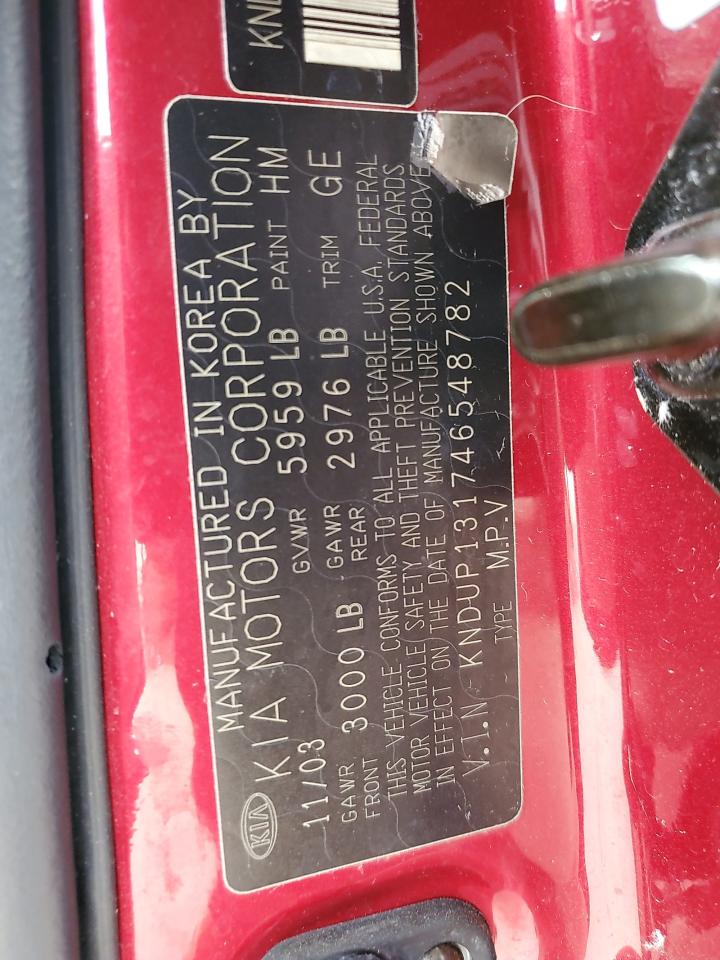 KND
MANUFACTURED IN KOREA BY
KIA KIA MOTORS CORPORATION
11/03 GVWR 5959 LB PAINT HM
GAWR FRONT 3000 LB GAWR REAR 2976 LB TRIM GE
THIS VEHICLE CONFORMS TO ALL APPLICABLE U.S.A. FEDERAL
MOTOR VEHICLE SAFETY AND THEFT PREVENTION STANDARDS
IN EFFECT ON THE DATE OF MANUFACTURE SHOWN ABOVE
V.I.N KNDUP131746548782
TYPE M.P.V